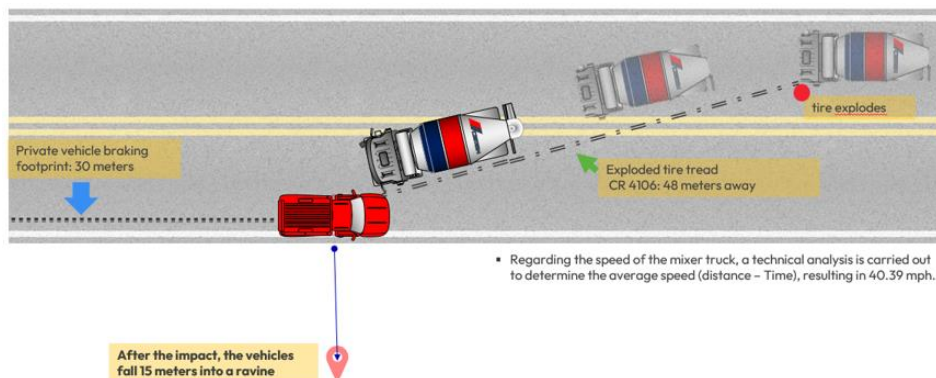 tire explodes
Private vehicle braking
footprint: 30 meters
Exploded tire tread
CR 4106: 48 meters away
▪ Regarding the speed of the mixer truck, a technical analysis is carried out
to determine the average speed (distance – Time), resulting in 40.39 mph.
After the impact, the vehicles
fall 15 meters into a ravine